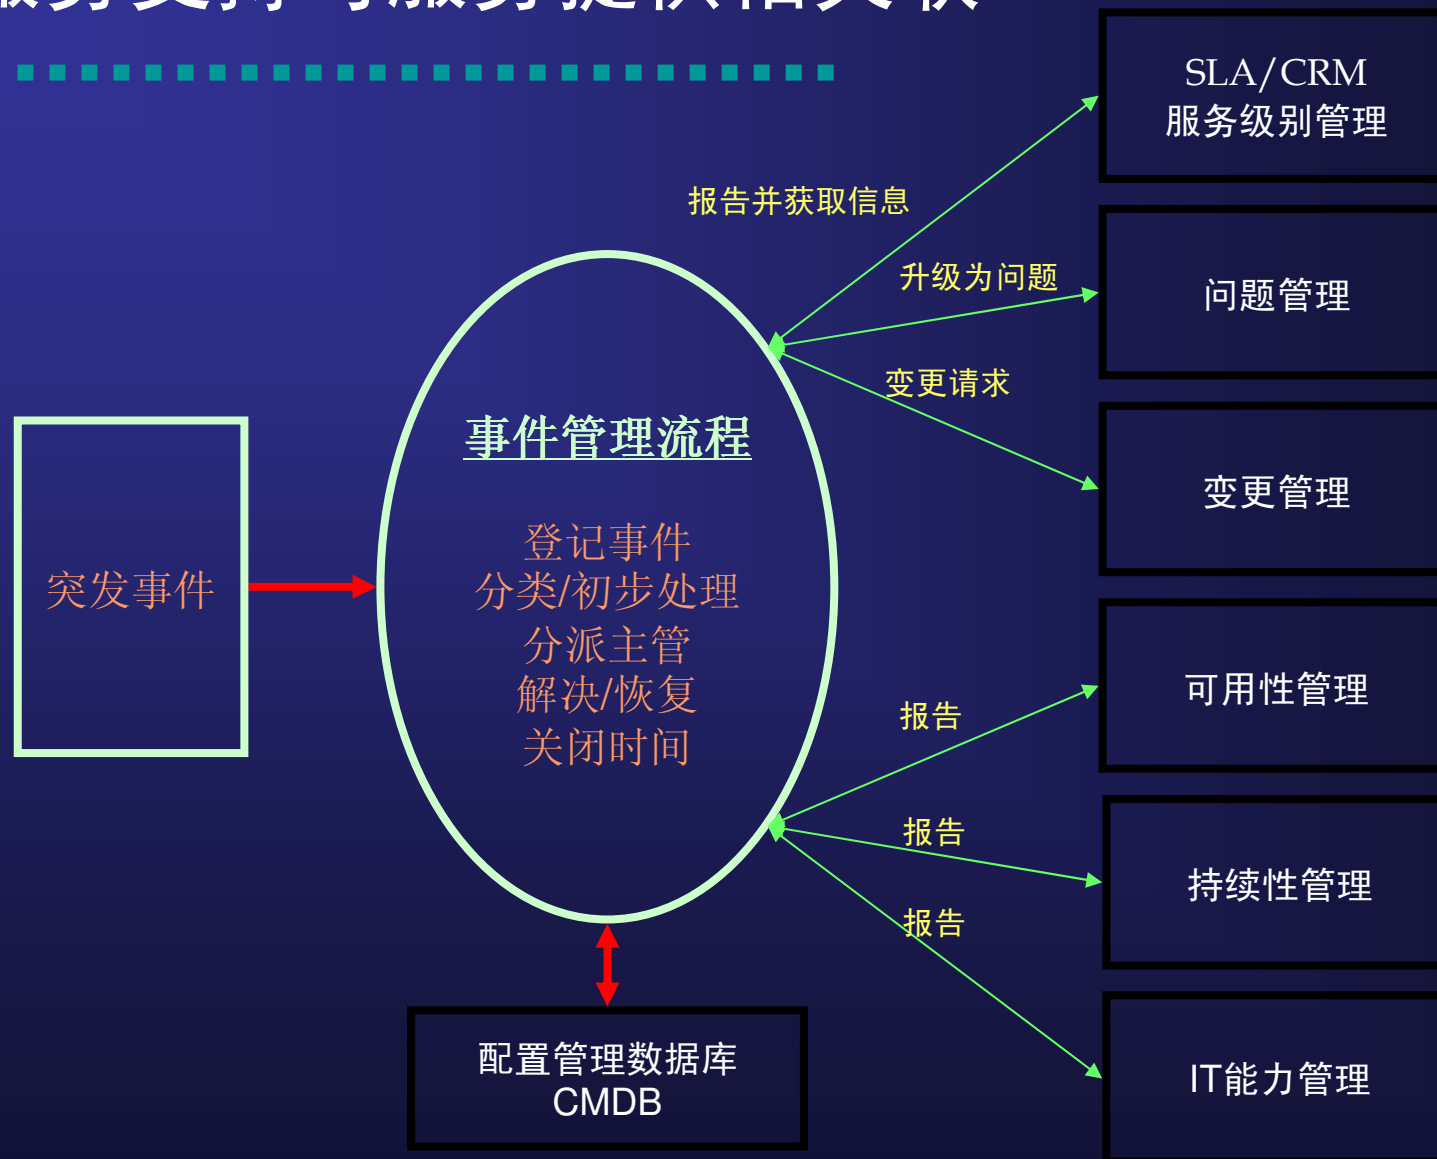 SLA/CRM
服务级别管理
报告并获取信息
升级为问题
问题管理
变更请求
变更管理
事件管理流程
突发事件
登记事件
分类/初步处理
分派主管
解决/恢复
关闭时间
可用性管理
报告
报告
持续性管理
报告
IT能力管理
配置管理数据库
CMDB